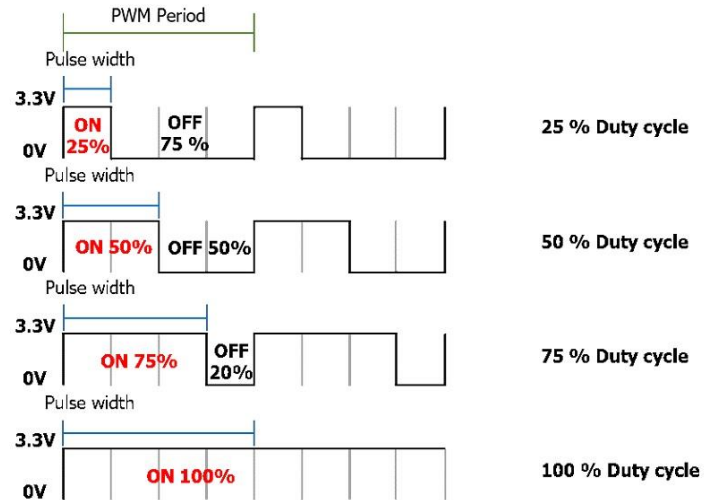 PWM Period
Pulse width
3.3V
ON
25%
OFF
75 %
0V
25 % Duty cycle
Pulse width
3.3V
ON 50%
OFF 50%
0V
50 % Duty cycle
Pulse width
3.3V
ON 75%
OFF
20%
0V
75 % Duty cycle
Pulse width
3.3V
ON 100%
0V
100 % Duty cycle